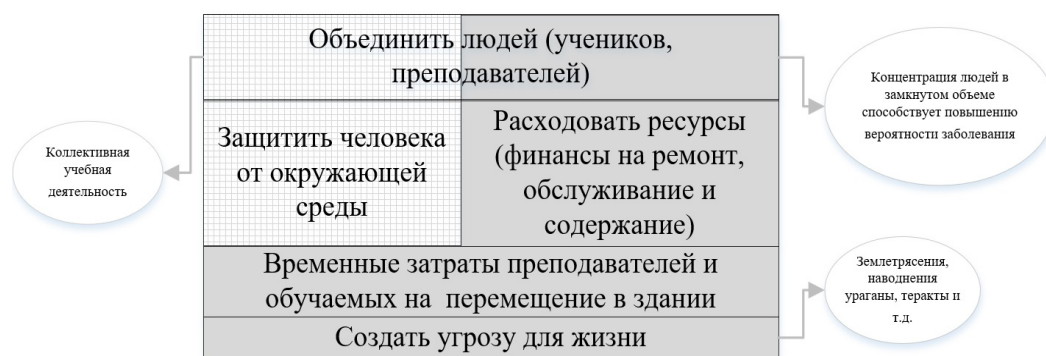 Объединить людей (учеников,
преподавателей)
Защитить человека
от окружающей
среды
Расходовать ресурсы
(финансы на ремонт,
обслуживание и
содержание)
Временные затраты преподавателей и
обучаемых на перемещение в здании
Создать угрозу для жизни
Коллективная
учебная
деятельность
Концентрация людей в
замкнутом объеме
способствует повышению
вероятности заболевания
Землетрясения,
наводнения
ураганы, теракты и
т.д.